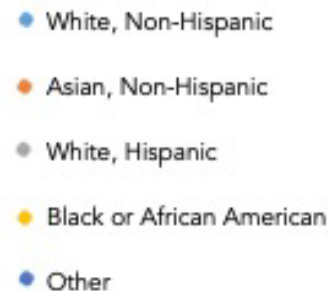 White, Non-Hispanic
Asian, Non-Hispanic
White, Hispanic
Black or African American
Other